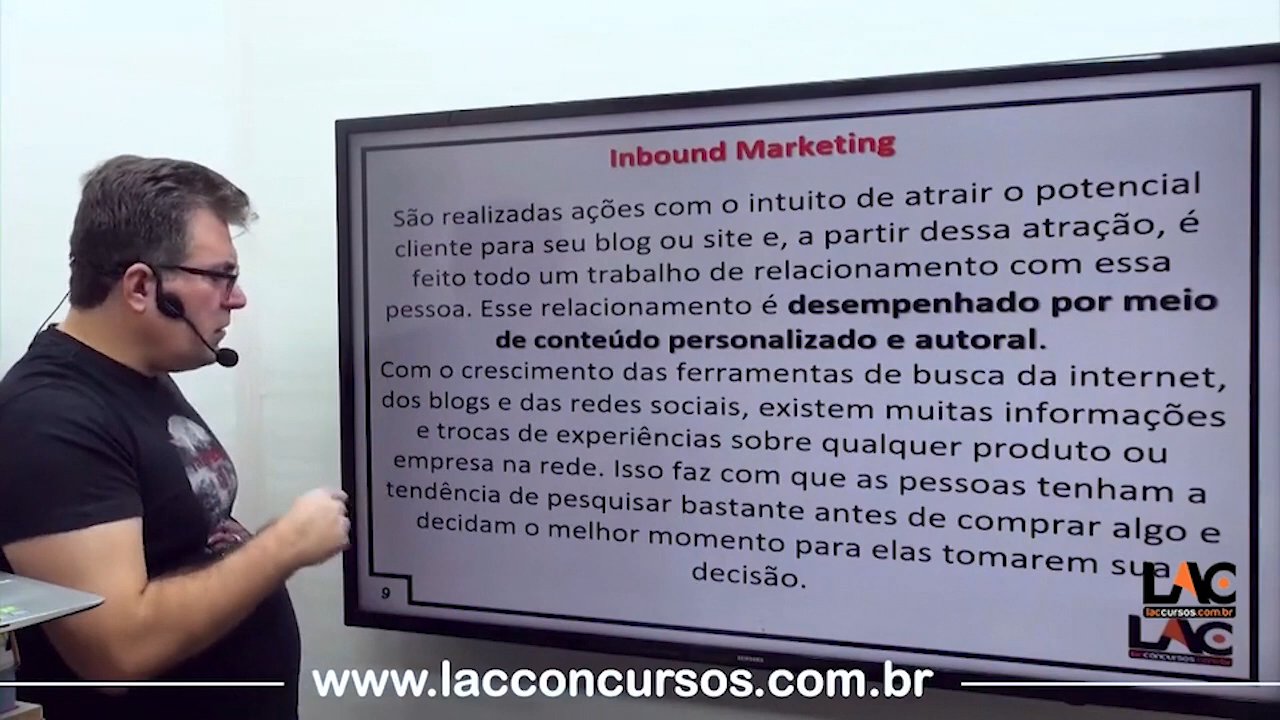 Inbound Marketing
São realizadas ações com o intuito de atrair o potencial
cliente para seu blog ou site e, a partir dessa atração, é
feito todo um trabalho de relacionamento com essa
pessoa. Esse relacionamento é desempenhado por meio
de conteúdo personalizado e autoral.
Com o crescimento das ferramentas de busca da internet,
dos blogs e das redes sociais, existem muitas informações
e trocas de experiências sobre qualquer produto ou
empresa na rede. Isso faz com que as pessoas tenham a
tendência de pesquisar bastante antes de comprar algo e
decidam o melhor momento para elas tomarem sua
decisão.
9
LAC
laccursos.com.br
LAC
www.lacconcursos.com.br